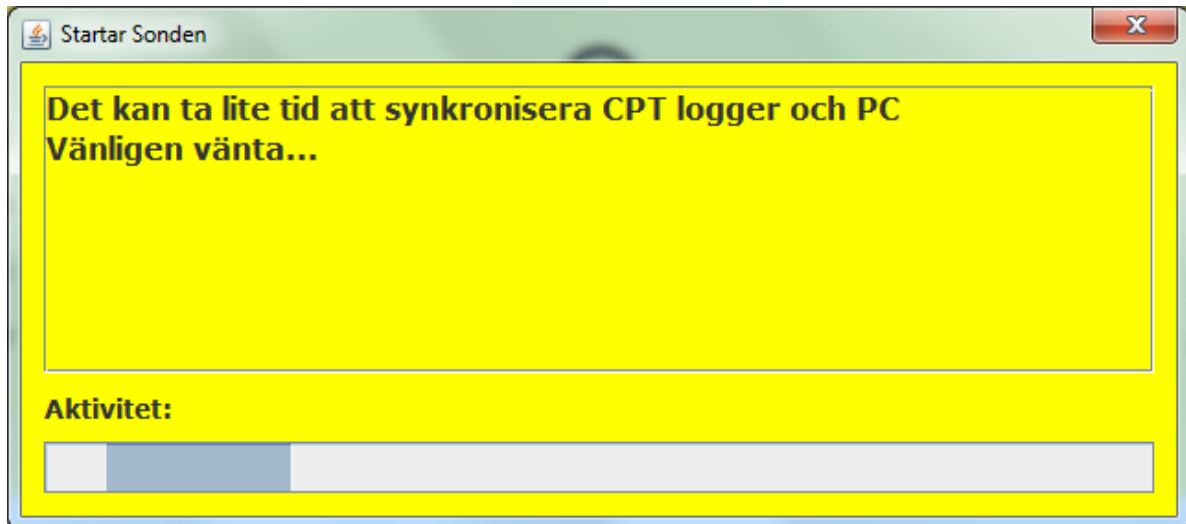 Startar Sonden
Det kan ta lite tid att synkronisera CPT logger och PC
Vänligen vänta...
Aktivitet: